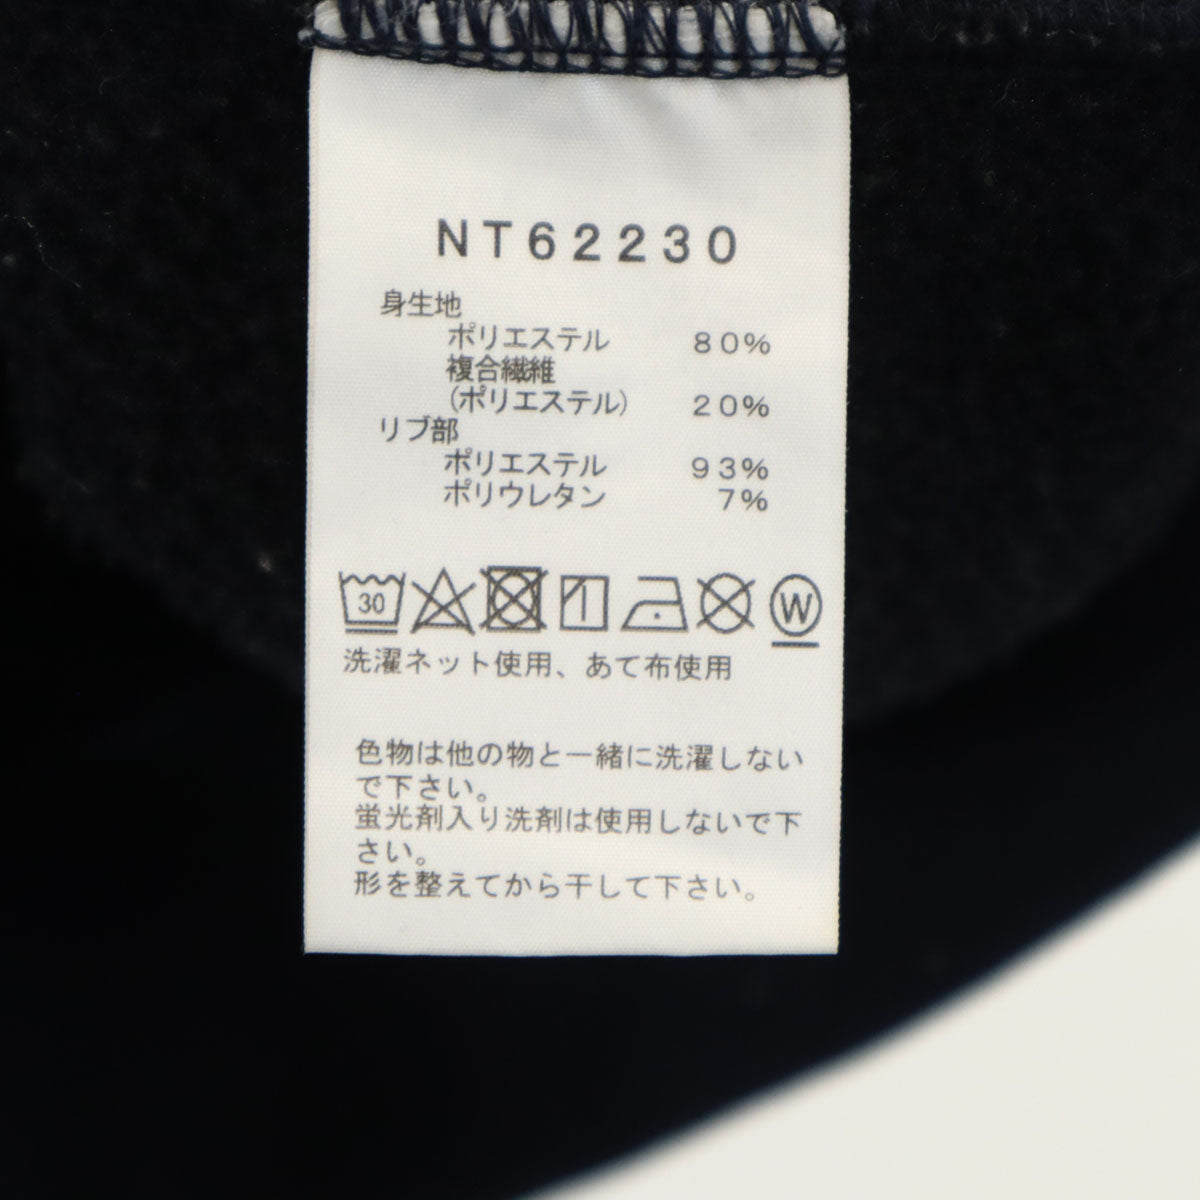 NT62230
身生地
ポリエステル 80%
複合繊維
(ポリエステル) 20%
リブ部
ポリエステル 93%
ポリウレタン 7%
30 W
洗濯ネット使用、あて布使用
色物は他の物と一緒に洗濯しない
で下さい。
蛍光剤入り洗剤は使用しないで下
さい。
形を整えてから干して下さい。